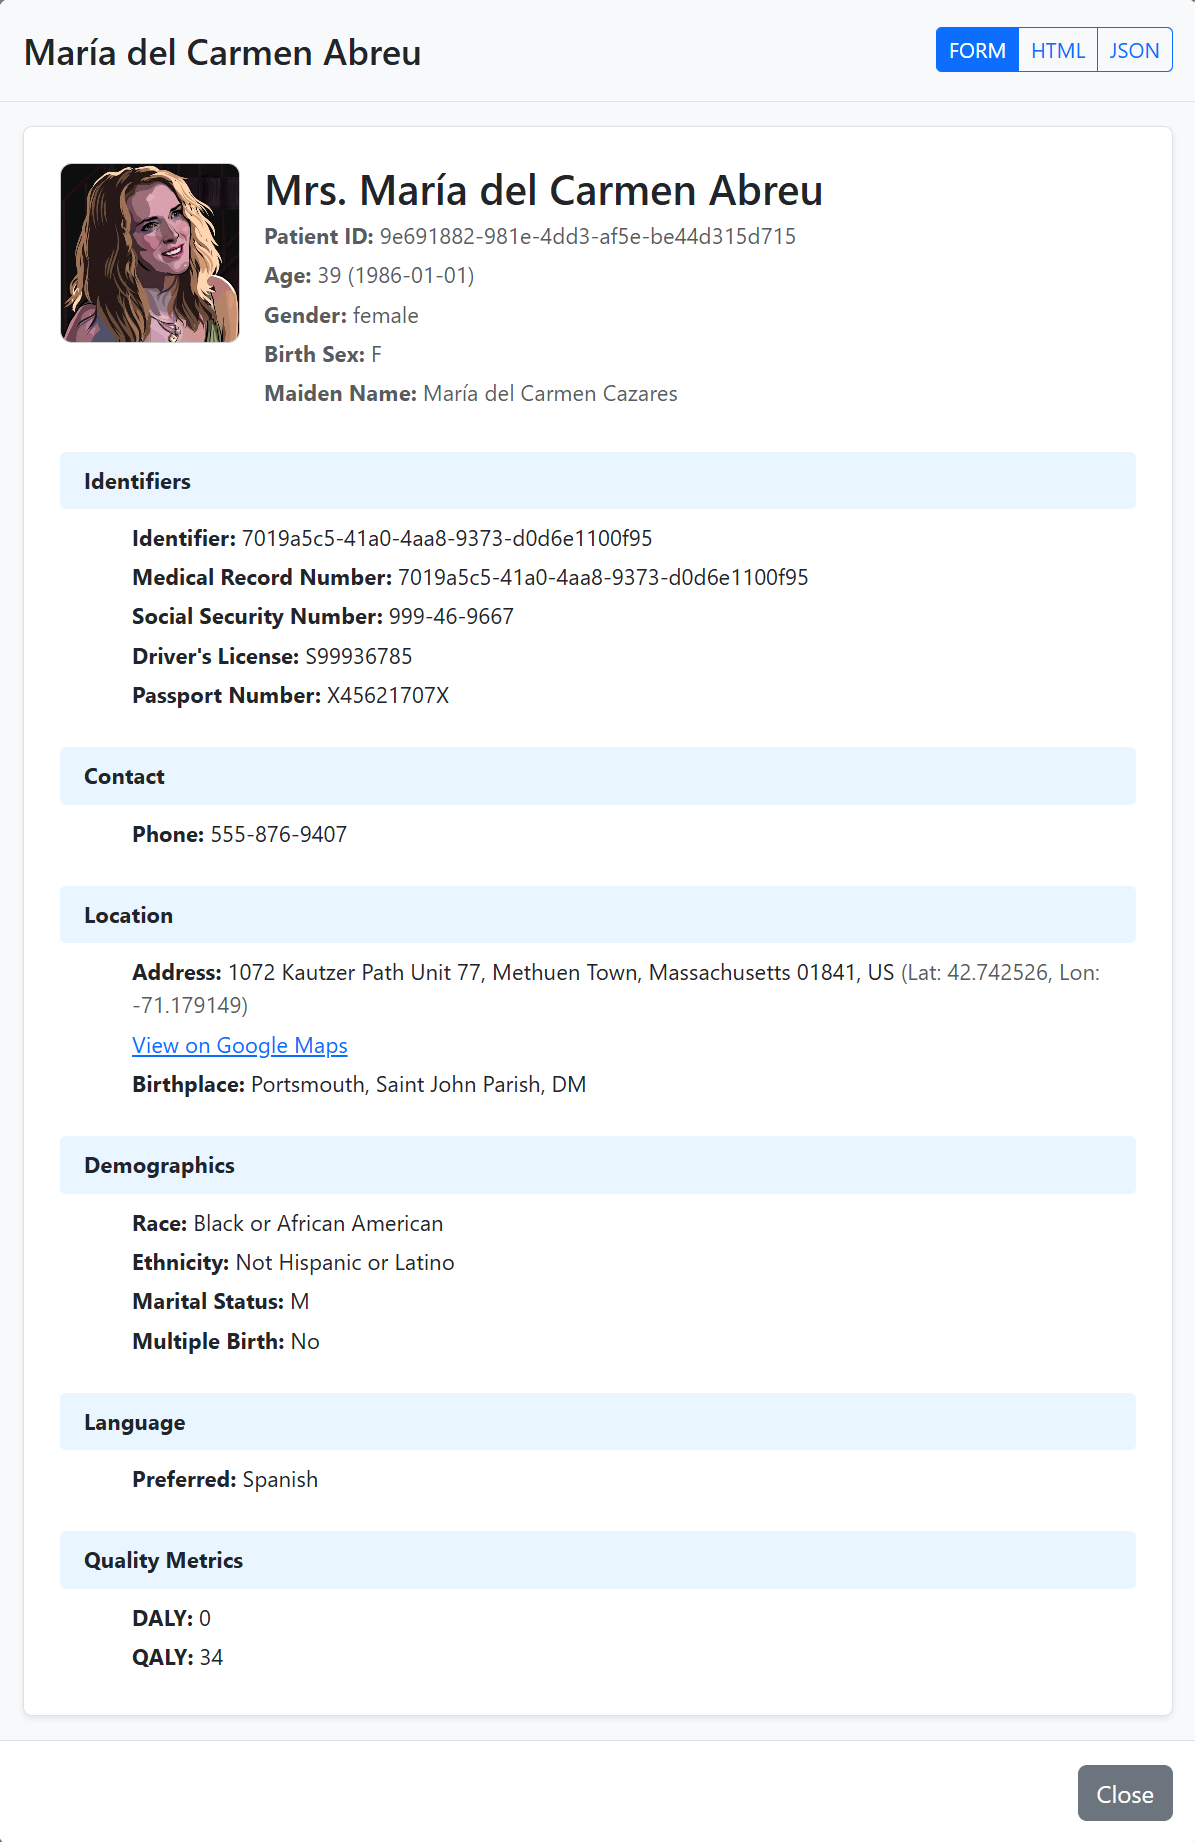 María del Carmen Abreu
FORM HTML JSON
Mrs. María del Carmen Abreu
Patient ID: 9e691882-981e-4dd3-af5e-be44d315d715
Age: 39 (1986-01-01)
Gender: female
Birth Sex: F
Maiden Name: María del Carmen Cazares
Identifiers
Identifier: 7019a5c5-41a0-4aa8-9373-d0d6e1100f95
Medical Record Number: 7019a5c5-41a0-4aa8-9373-d0d6e1100f95
Social Security Number: 999-46-9667
Driver's License: S99936785
Passport Number: X45621707X
Contact
Phone: 555-876-9407
Location
Address: 1072 Kautzer Path Unit 77, Methuen Town, Massachusetts 01841, US (Lat: 42.742526, Lon:
-71.179149)
View on Google Maps
Birthplace: Portsmouth, Saint John Parish, DM
Demographics
Race: Black or African American
Ethnicity: Not Hispanic or Latino
Marital Status: M
Multiple Birth: No
Language
Preferred: Spanish
Quality Metrics
DALY: 0
QALY: 34
Close